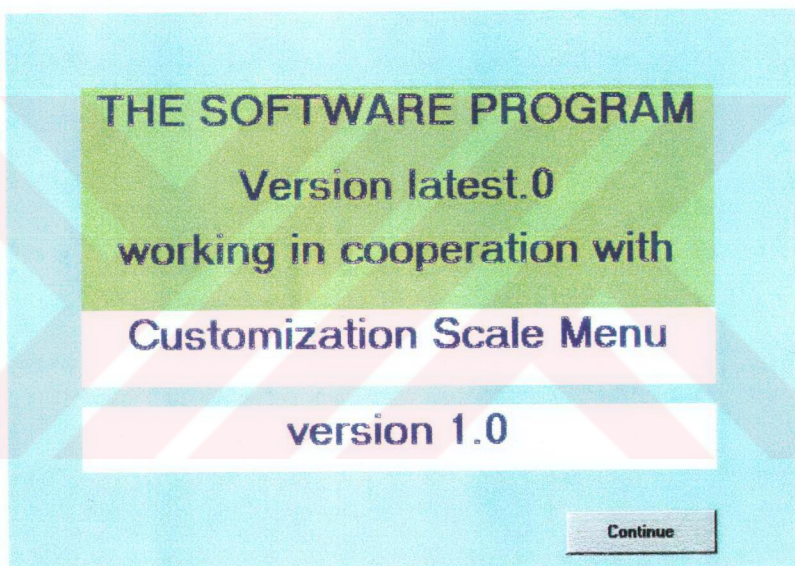 THE SOFTWARE PROGRAM
Version latest.0
working in cooperation with
Customization Scale Menu
version 1.0
Continue